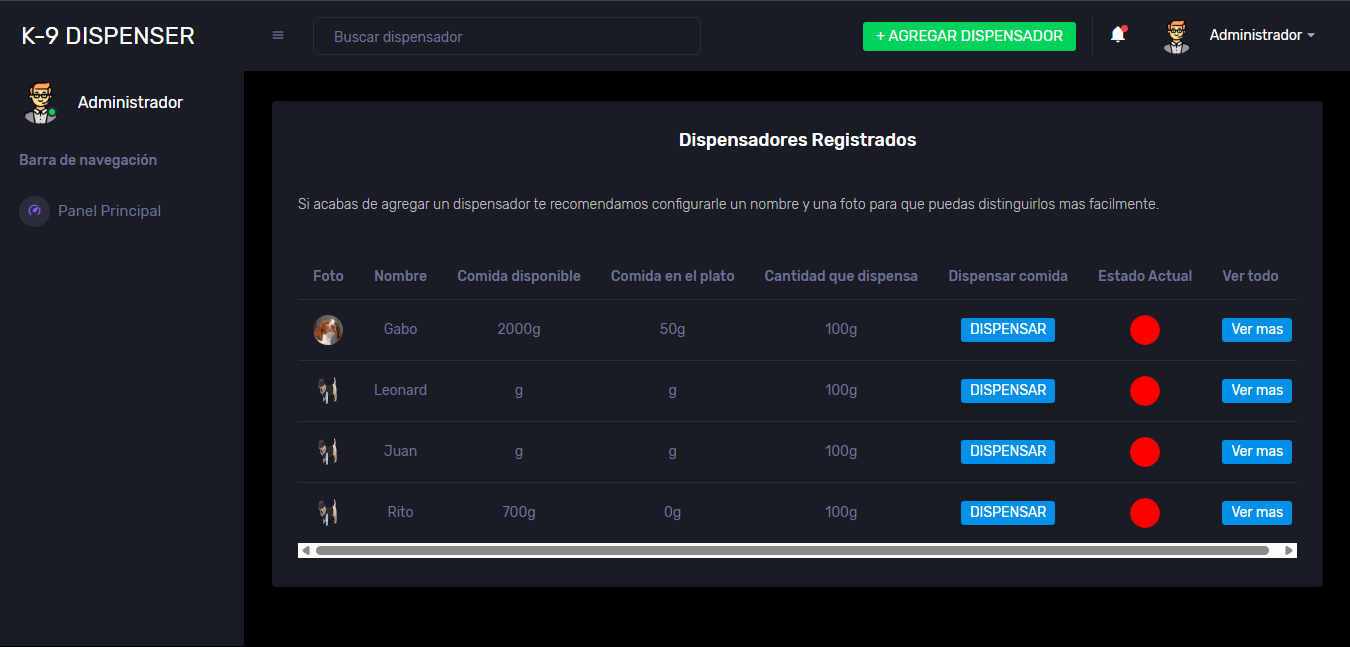 K-9 DISPENSER
Buscar dispensador
+ AGREGAR DISPENSADOR
Administrador
Administrador
Barra de navegación
Panel Principal
Dispensadores Registrados
Si acabas de agregar un dispensador te recomendamos configurarle un nombre y una foto para que puedas distinguirlos mas facilmente.
Foto Nombre Comida disponible Comida en el plato Cantidad que dispensa Dispensar comida Estado Actual Ver todo
Gabo 2000g 50g 100g DISPENSAR Ver mas
Leonard g g 100g DISPENSAR Ver mas
Juan g g 100g DISPENSAR Ver mas
Rito 700g 0g 100g DISPENSAR Ver mas